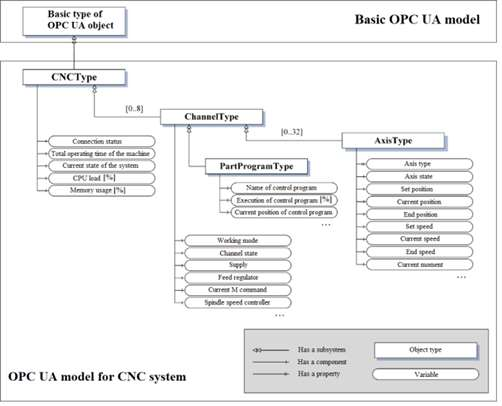 Basic type of
OPC UA object
Basic OPC UA model
CNCType
[0..8]
ChannelType
[0..32]
AxisType
Connection status
Total operating time of the machine
Current state of the system
CPU load [%]
Memory usage [%]
PartProgramType
Name of control program
Execution of control program [%]
Current position of control program
...
Axis type
Axis state
Set position
Current position
End position
Set speed
Current speed
End speed
Current moment
...
Working mode
Channel state
Supply
Feed regulator
Current M command
Spindle speed controller
...
Has a subsystem
Has a component
Has a property
Object type
Variable
OPC UA model for CNC system